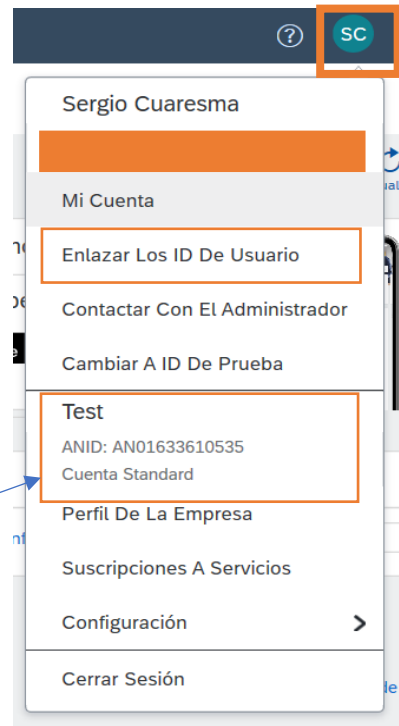 SC
Sergio Cuaresma
Mi Cuenta
Enlazar Los ID De Usuario
Contactar Con El Administrador
Cambiar A ID De Prueba
Test
ANID: AN01633610535
Cuenta Standard
Perfil De La Empresa
Suscripciones A Servicios
Configuración
Cerrar Sesión